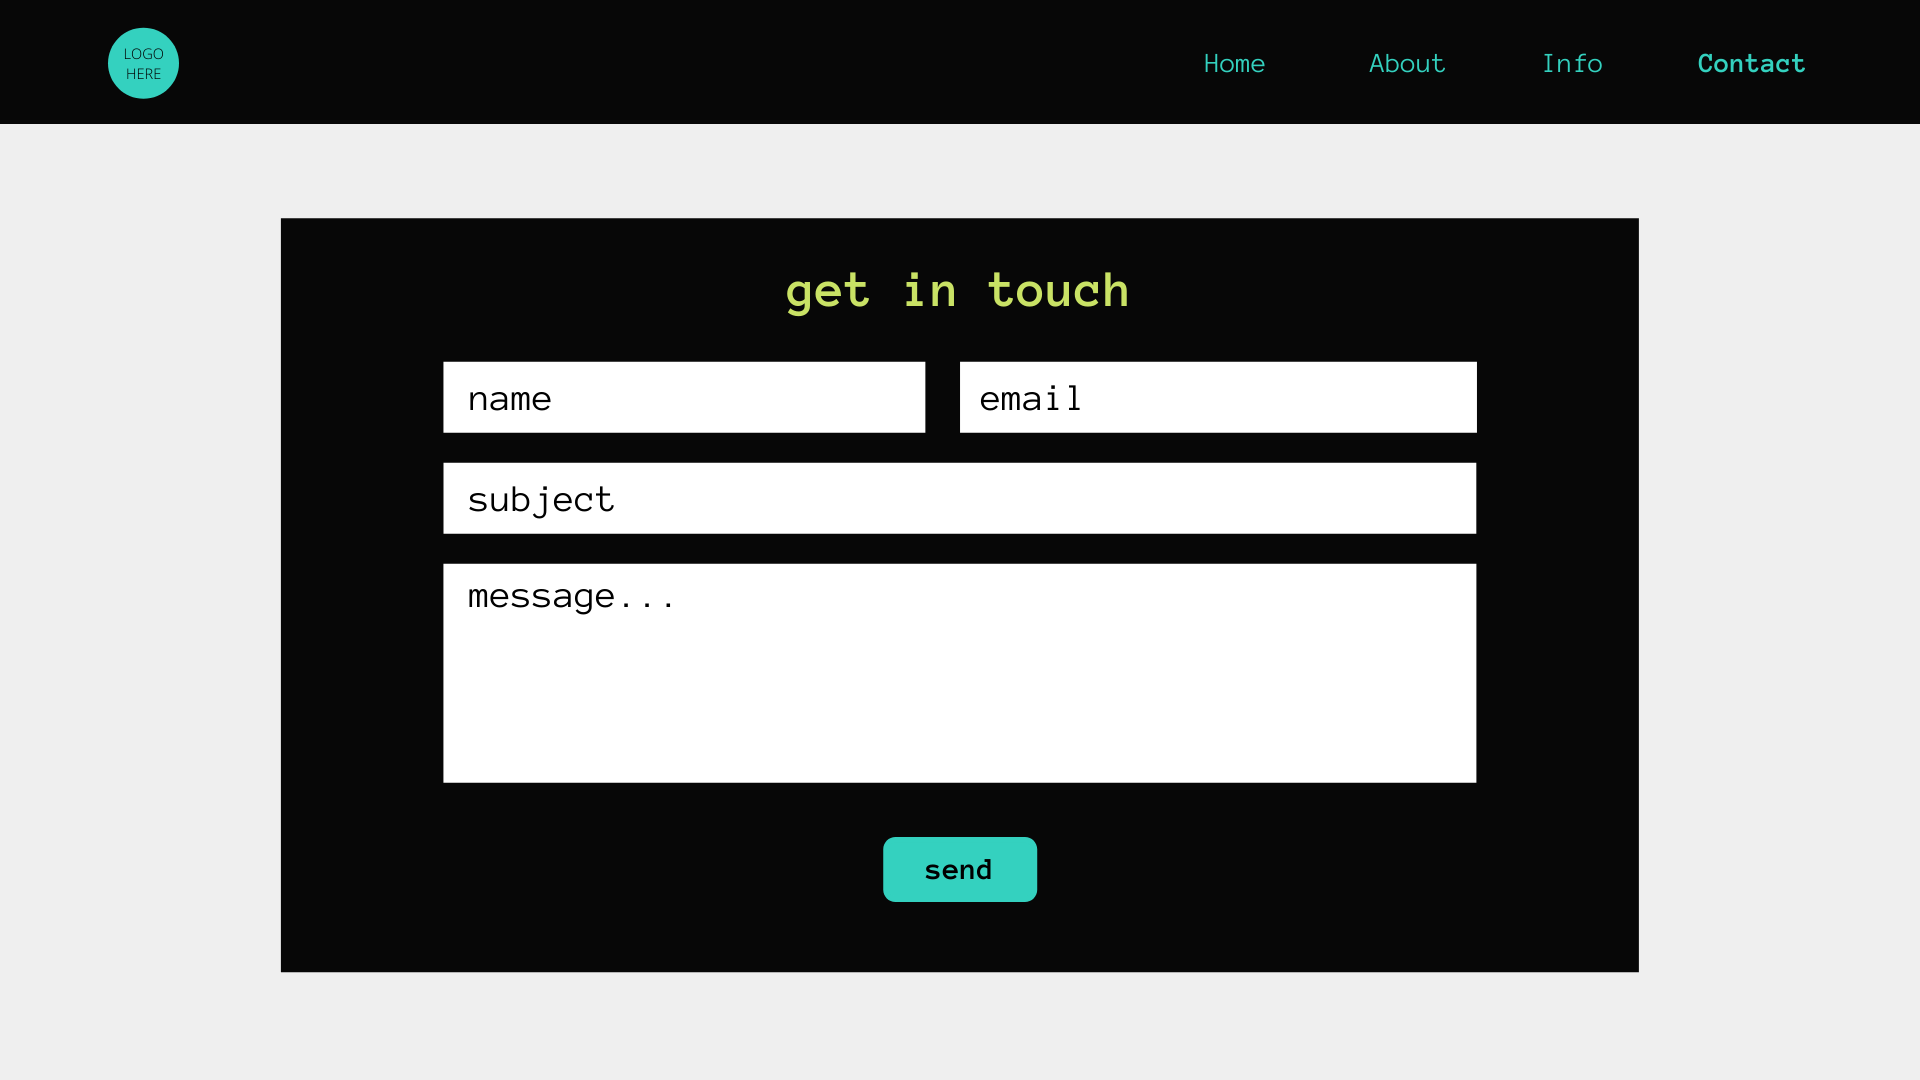 LOGO
HERE
Home About Info Contact
get in touch
name email
subject
message...
send